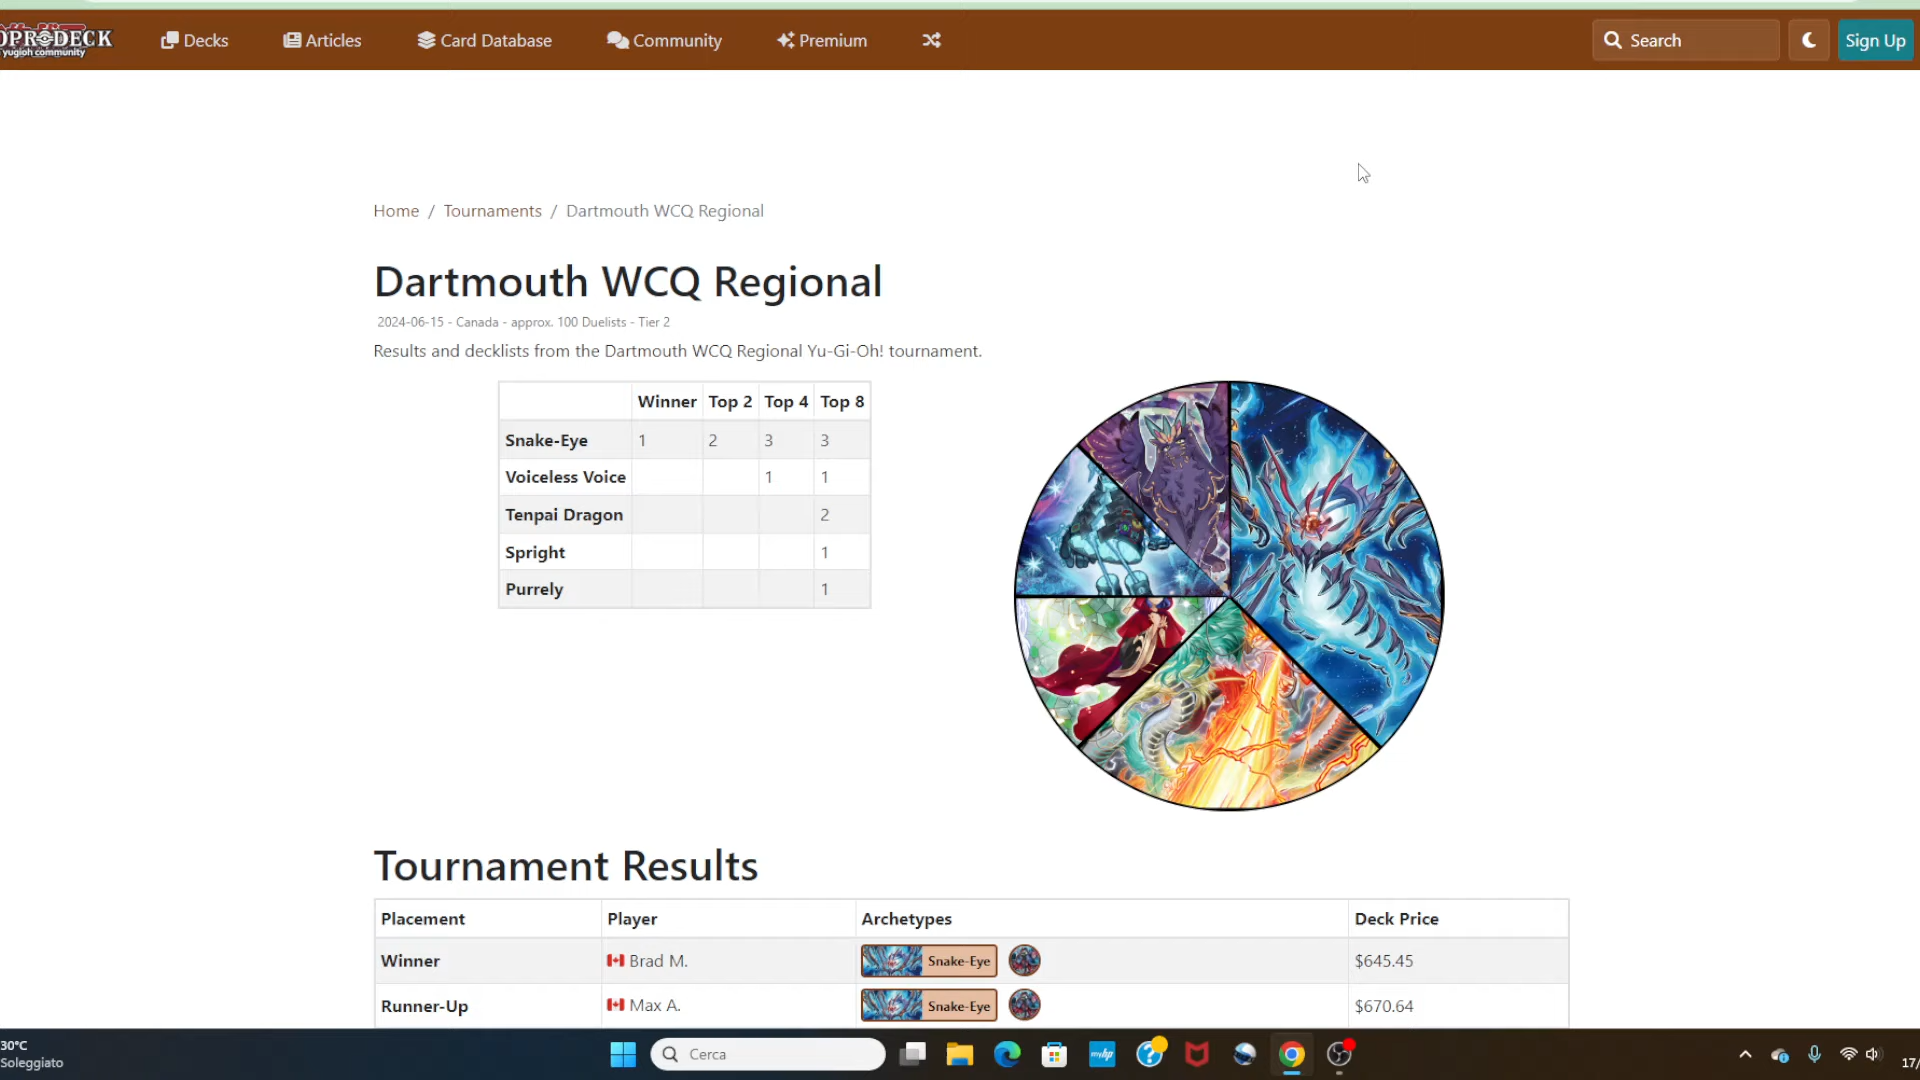 OPRODECK
yugioh community
Decks
Articles
Card Database
Community
Premium
Search
Sign Up
Home / Tournaments / Dartmouth WCQ Regional
Dartmouth WCQ Regional
2024-06-15 - Canada - approx. 100 Duelists - Tier 2
Results and decklists from the Dartmouth WCQ Regional Yu-Gi-Oh! tournament.
Winner Top 2 Top 4 Top 8
Snake-Eye 1 2 3 3
Voiceless Voice 1 1
Tenpai Dragon 2
Spright 1
Purrely 1
Tournament Results
Placement Player Archetypes Deck Price
Winner Brad M. Snake-Eye $645.45
Runner-Up Max A. Snake-Eye $670.64
30°C
Soleggiato
Cerca
myhp
17/